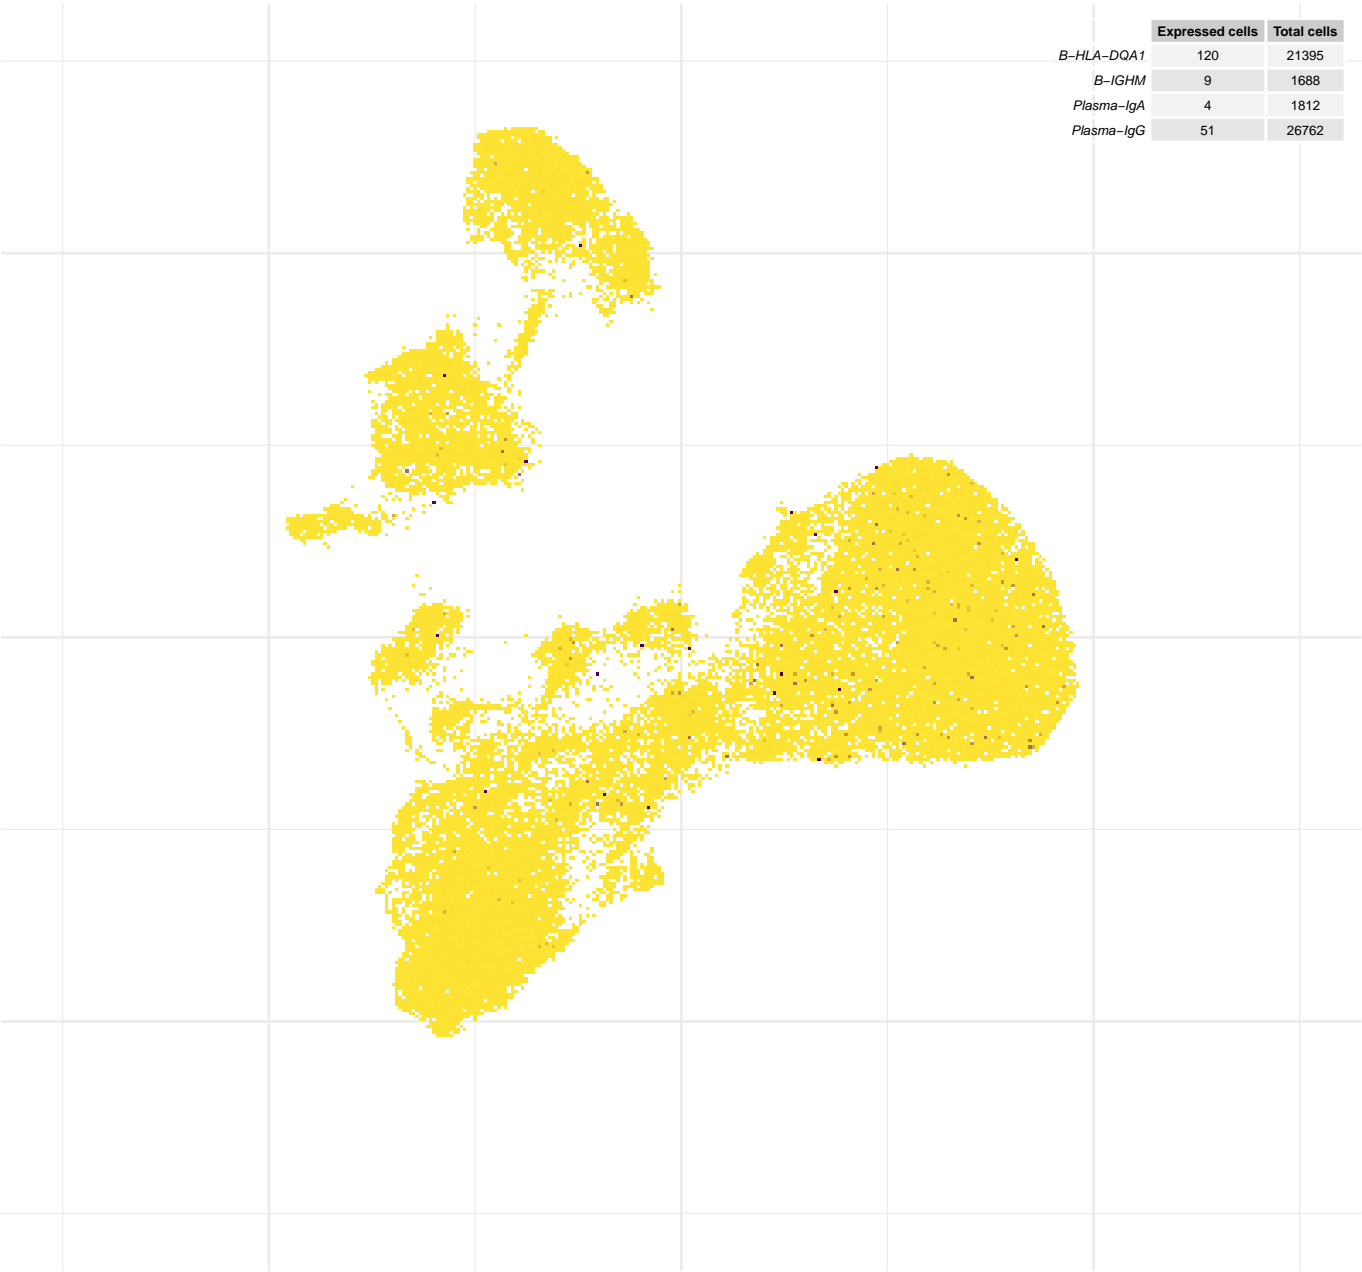 Expressed cells Total cells
B−HLA−DQA1 120 21395
B−IGHM 9 1688
Plasma−IgA 4 1812
Plasma−IgG 51 26762